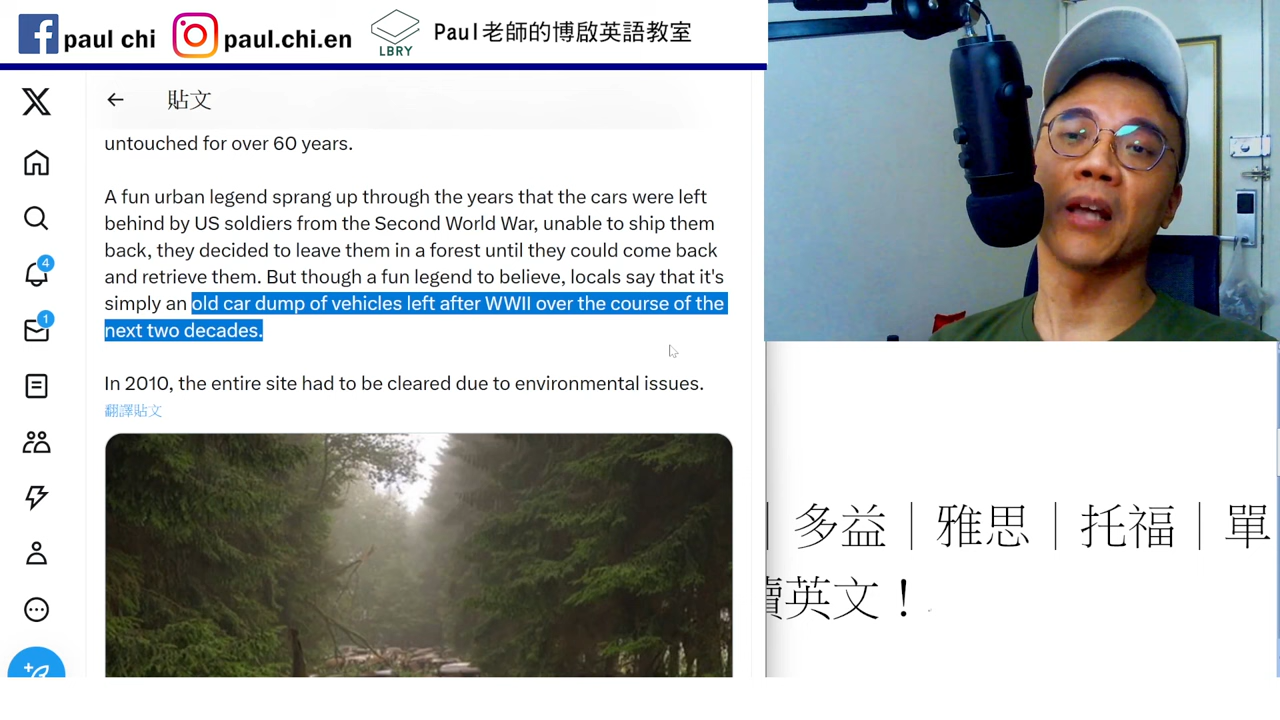 paul chi
paul.chi.en
LBRY
Paul老師的博啟英語教室
貼文
untouched for over 60 years.
A fun urban legend sprang up through the years that the cars were left
behind by US soldiers from the Second World War, unable to ship them
back, they decided to leave them in a forest until they could come back
and retrieve them. But though a fun legend to believe, locals say that it's
simply an old car dump of vehicles left after WWII over the course of the
next two decades.
In 2010, the entire site had to be cleared due to environmental issues.
翻譯貼文
4
1
｜多益｜雅思｜托福｜單
讀英文！